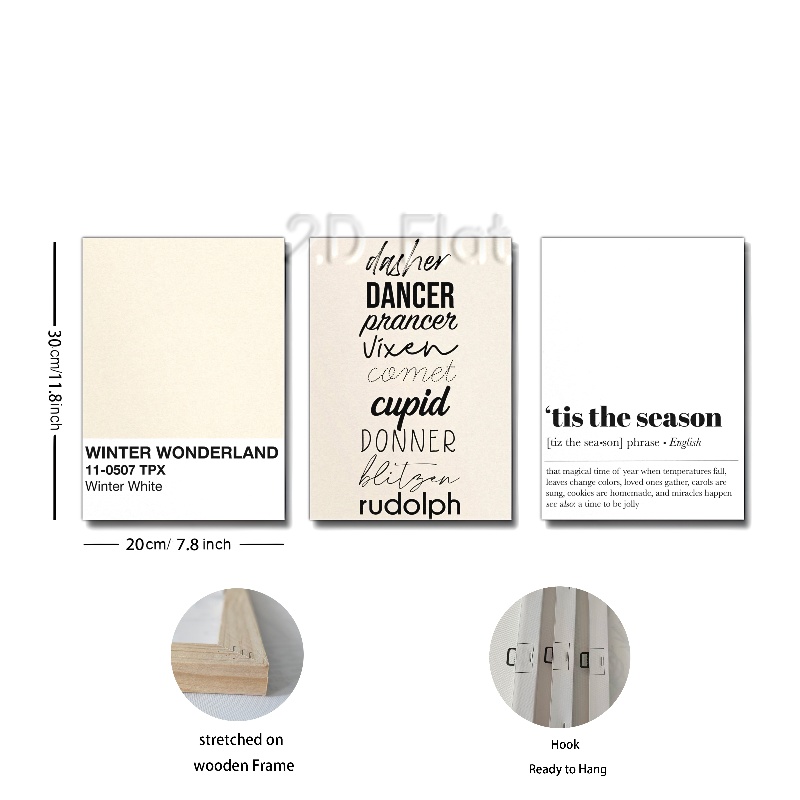 2D Flat
30cm/11.8inch
WINTER WONDERLAND
11-0507 TPX
Winter White
dasher
DANCER
prancer
Vixen
comet
cupid
DONNER
blitzen
rudolph
‘tis the season
[tiz the sea•son] phrase • English
that magical time of year when temperatures fall,
leaves change colors, loved ones gather, carols are
sung, cookies are homemade, and miracles happen
see also: a time to be jolly
20cm/ 7.8 inch
stretched on
wooden Frame
Hook
Ready to Hang